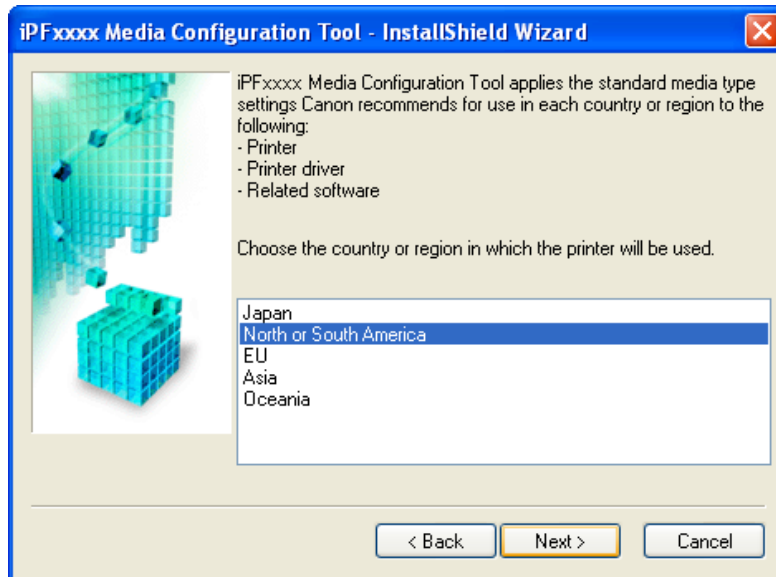 iPFxxxx Media Configuration Tool - InstallShield Wizard
iPFxxxx Media Configuration Tool applies the standard media type
settings Canon recommends for use in each country or region to the
following:
- Printer
- Printer driver
- Related software
Choose the country or region in which the printer will be used.
Japan
North or South America
EU
Asia
Oceania
< Back
Next >
Cancel